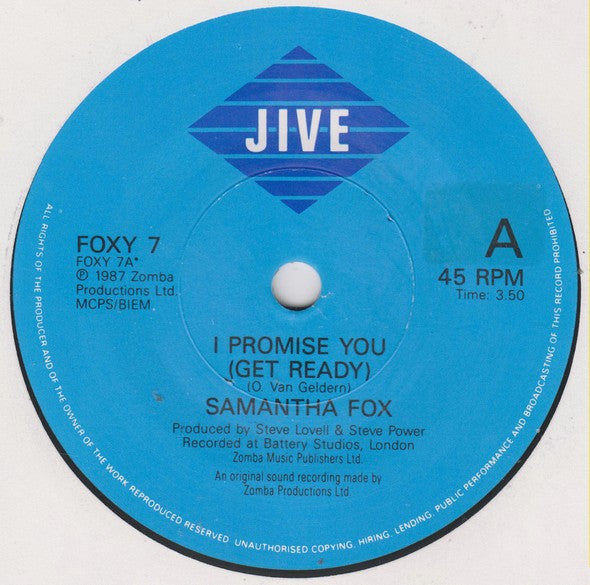 JIVE
FOXY 7
FOXY 7A*
℗ 1987 Zomba
Productions Ltd.
MCPS/BIEM
A
45 RPM
Time: 3.50
I PROMISE YOU
(GET READY)
(O. Van Geldern)
SAMANTHA FOX
Produced by Steve Lovell & Steve Power
Recorded at Battery Studios, London
Zomba Music Publishers Ltd.
An original sound recording made by
Zomba Productions Ltd
ALL RIGHTS OF THE PRODUCER AND OF THE OWNER OF THE WORK REPRODUCED RESERVED UNAUTHORISED COPYING, HIRING, LENDING, PUBLIC PERFORMANCE AND BROADCASTING OF THIS RECORD PROHIBITED